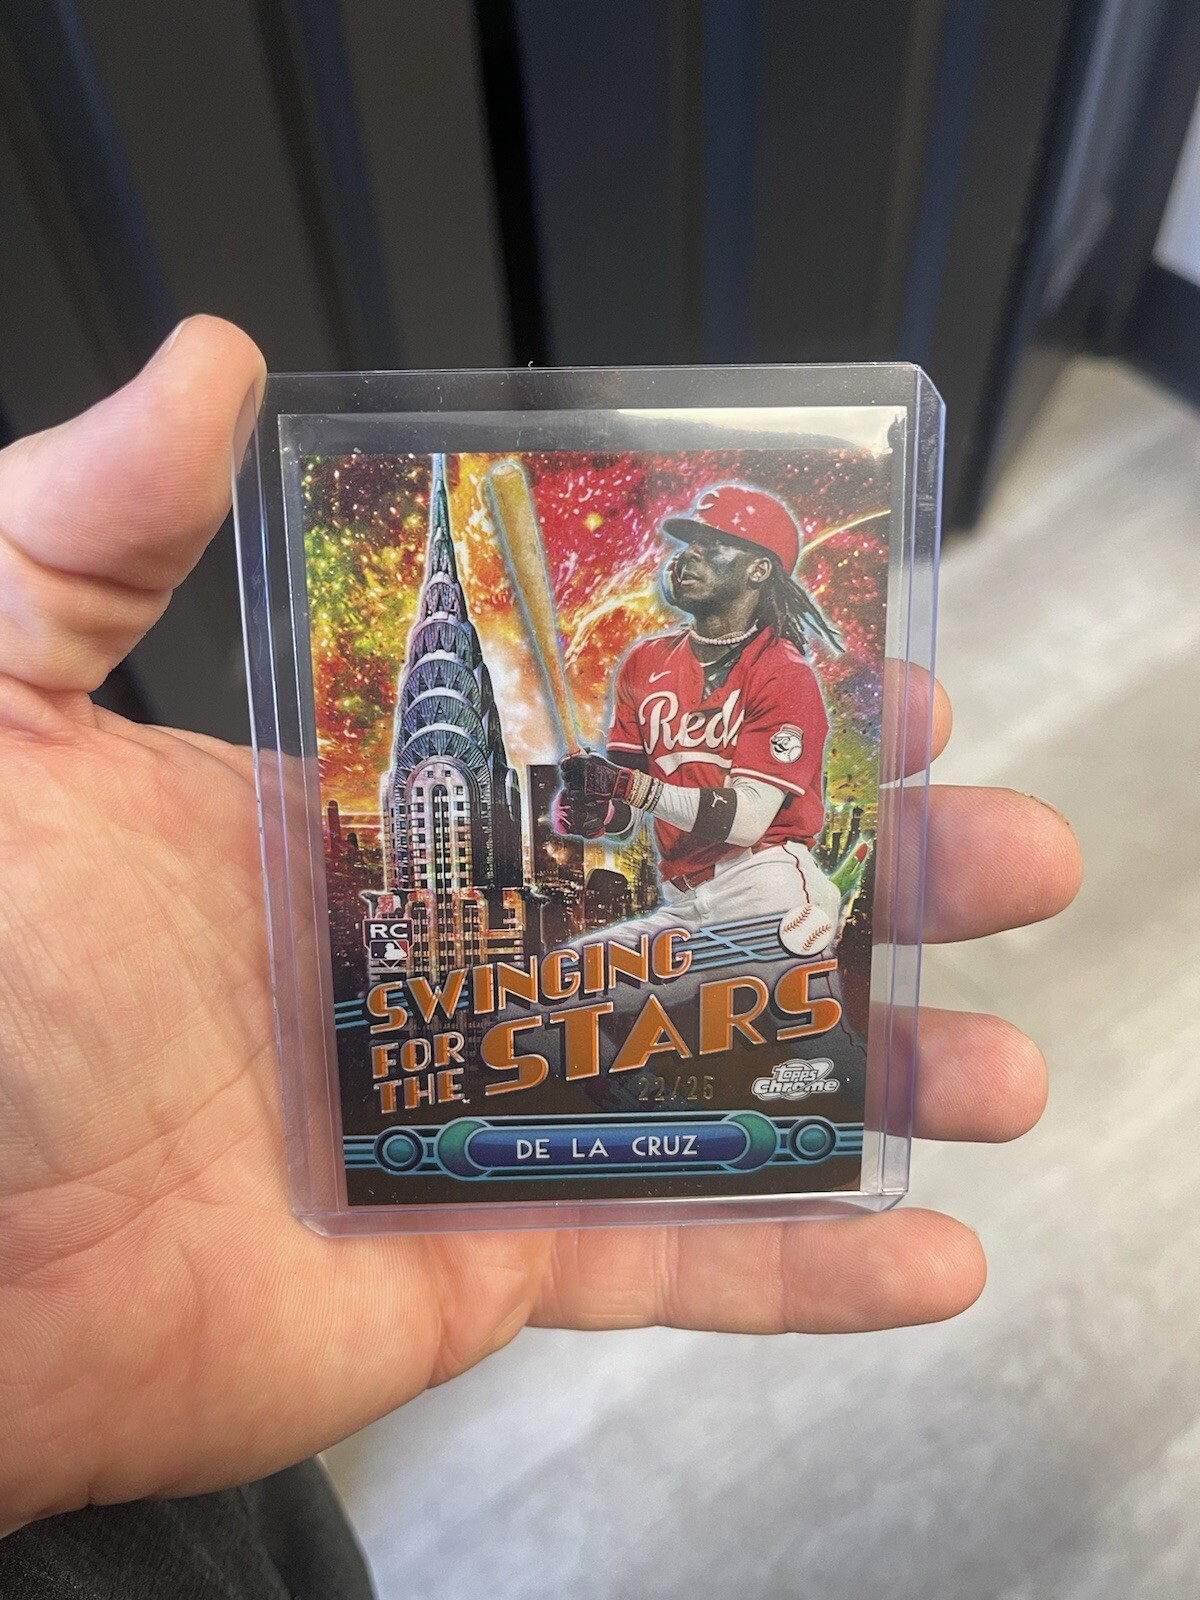 Reds
RC
SWINGING
FOR
THE
STARS
22/25
Topps
Chrome
DE LA CRUZ